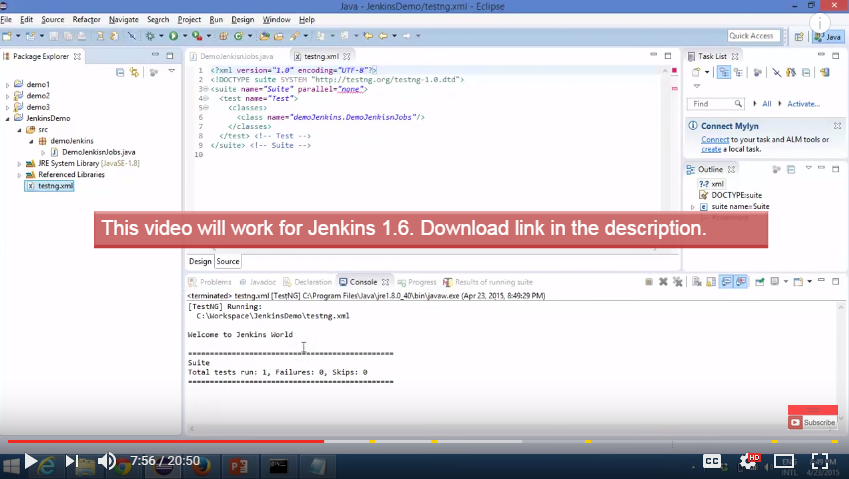 Java - JenkinsDemo/testng.xml - Eclipse
File Edit Source Refactor Navigate Search Project Run Window Help
Quick Access
Java
Package Explorer
demo1
demo2
demo3
JenkinsDemo
src
demoJenkins
DemoJenkisnJobs.java
JRE System Library [JavaSE-1.8]
Referenced Libraries
testng.xml
DemoJenkisnJobs.java
testng.xml
1 <?xml version="1.0" encoding="UTF-8"?>
2 <!DOCTYPE suite SYSTEM "http://testng.org/testng-1.0.dtd">
3 <suite name="Suite" parallel="none">
4 <test name="Test">
5 <classes>
6 <class name="demoJenkins.DemoJenkisnJobs"/>
7 </classes>
8 </test> <!-- Test -->
9 </suite> <!-- Suite -->
10
Design Source
Task List
Find
All
Activate...
Connect Mylyn
Connect to your task and ALM tools or
create a local task.
Outline
xml
DOCTYPE:suite
suite name=Suite
This video will work for Jenkins 1.6. Download link in the description.
Problems Javadoc Declaration Console Progress Results of running suite
<terminated> testng.xml [TestNG] C:\Program Files\Java\jre1.8.0_40\bin\javaw.exe (Apr 23, 2015, 8:49:29 PM)
[TestNG] Running:
C:\Workspace\JenkinsDemo\testng.xml
Welcome to Jenkins World
===============================================
Suite
Total tests run: 1, Failures: 0, Skips: 0
===============================================
Subscribe
7:56 / 20:50
CC
HD
ENG
INTL
4/23/2015